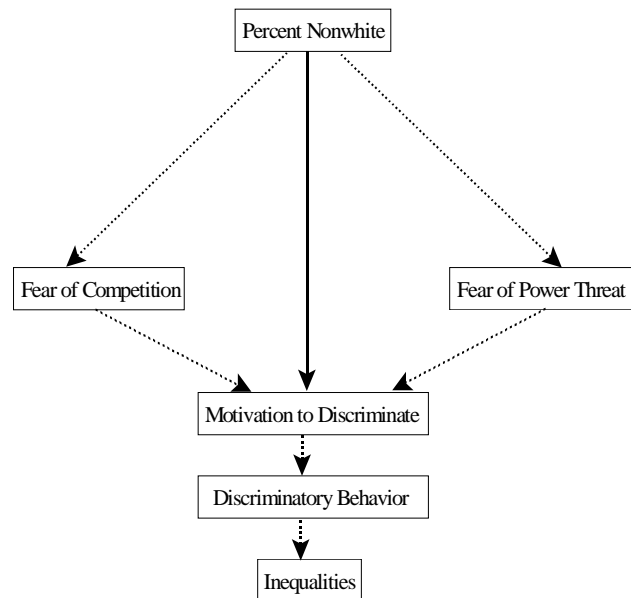 Percent Nonwhite
Fear of Competition
Fear of Power Threat
Motivation to Discriminate
Discriminatory Behavior
Inequalities